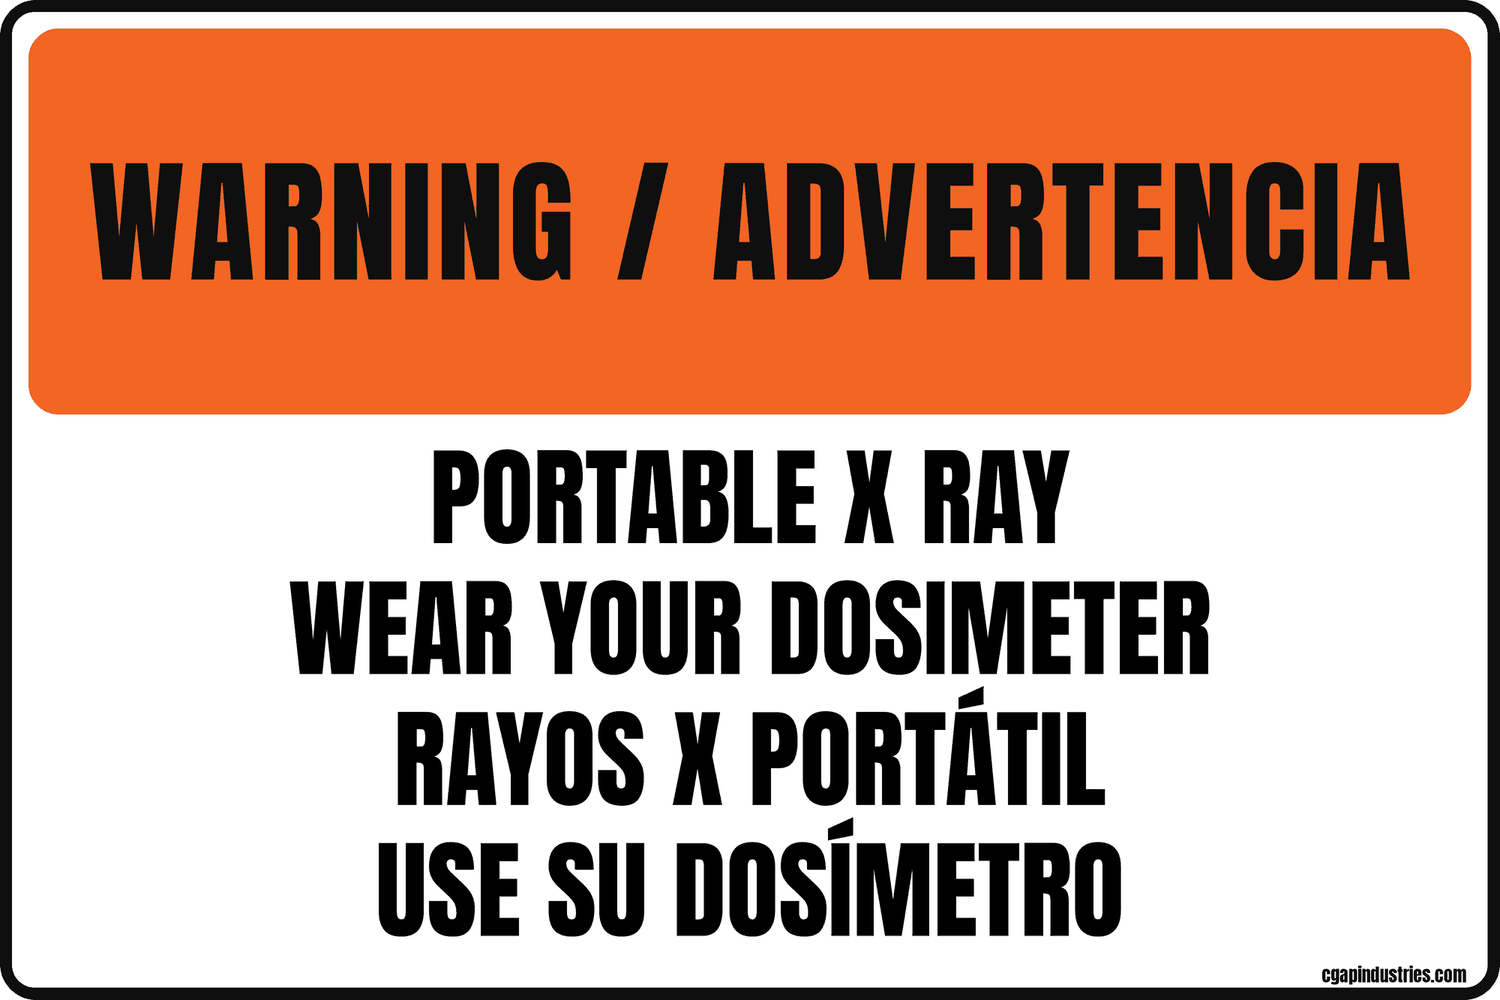 WARNING / ADVERTENCIA
PORTABLE X RAY
WEAR YOUR DOSIMETER
RAYOS X PORTÁTIL
USE SU DOSÍMETRO
cgapindustries.com